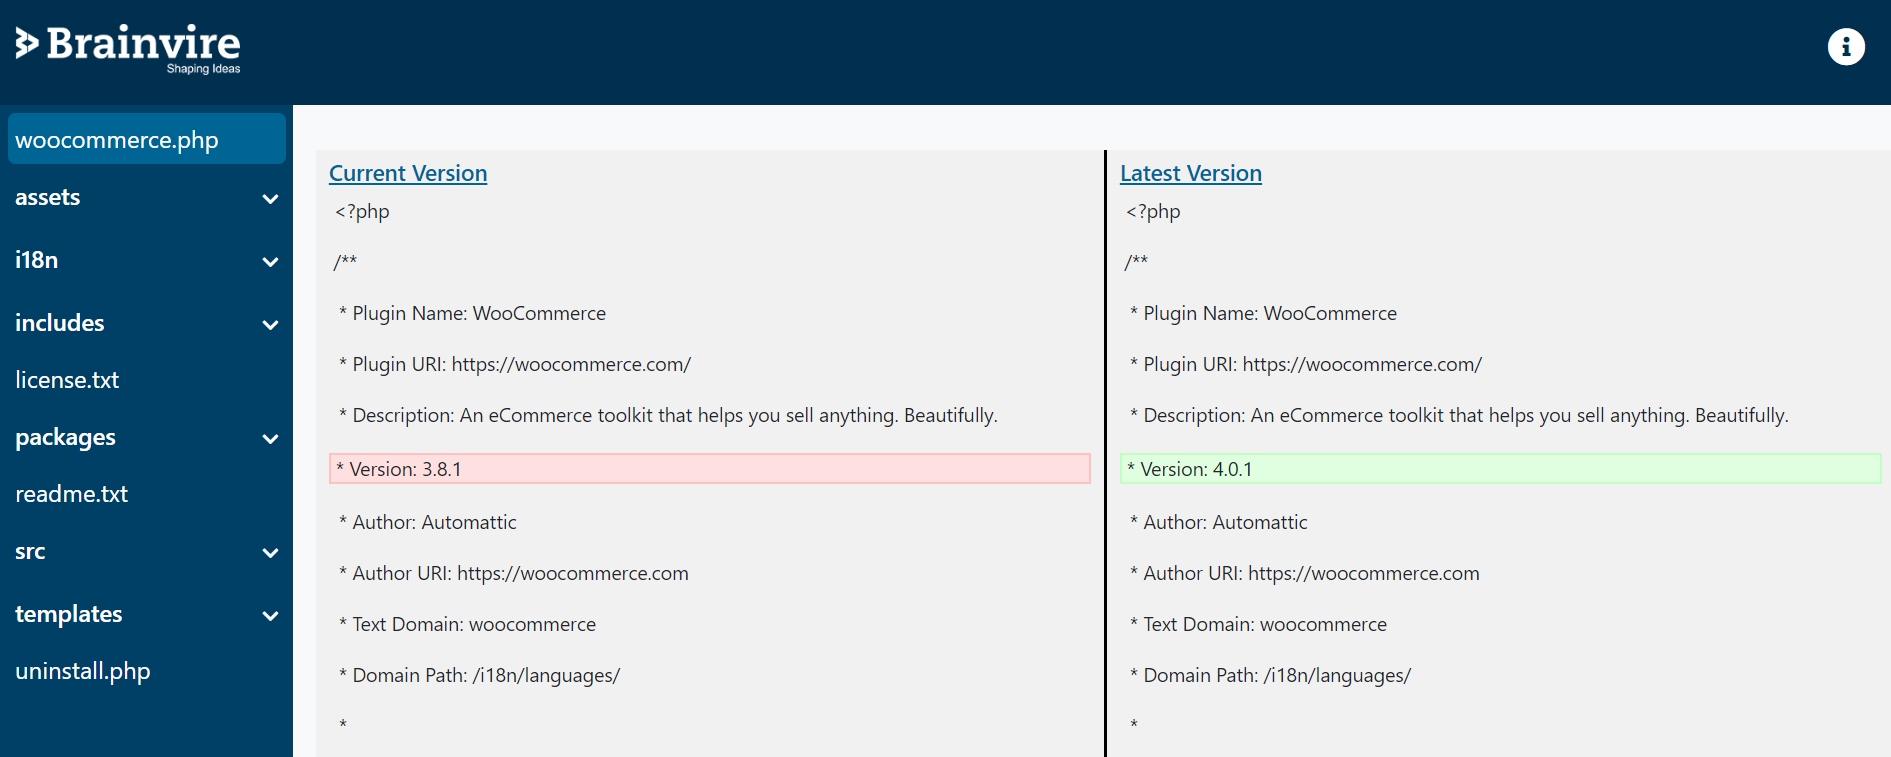 Brainvire
Shaping Ideas
woocommerce.php
assets
i18n
includes
license.txt
packages
readme.txt
src
templates
uninstall.php
Current Version
<?php
/**
* Plugin Name: WooCommerce
* Plugin URI: https://woocommerce.com/
* Description: An eCommerce toolkit that helps you sell anything. Beautifully.
* Version: 3.8.1
* Author: Automattic
* Author URI: https://woocommerce.com
* Text Domain: woocommerce
* Domain Path: /i18n/languages/
*
Latest Version
<?php
/**
* Plugin Name: WooCommerce
* Plugin URI: https://woocommerce.com/
* Description: An eCommerce toolkit that helps you sell anything. Beautifully.
* Version: 4.0.1
* Author: Automattic
* Author URI: https://woocommerce.com
* Text Domain: woocommerce
* Domain Path: /i18n/languages/
*